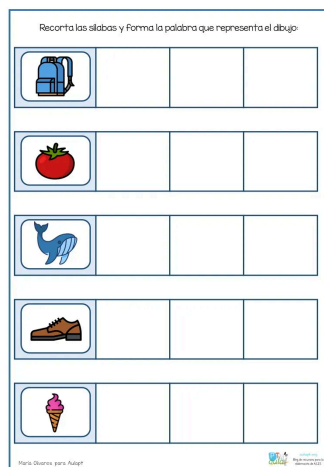 Recorta las sílabas y forma la palabra que representa el dibujo:
María Olivares para Aulapt